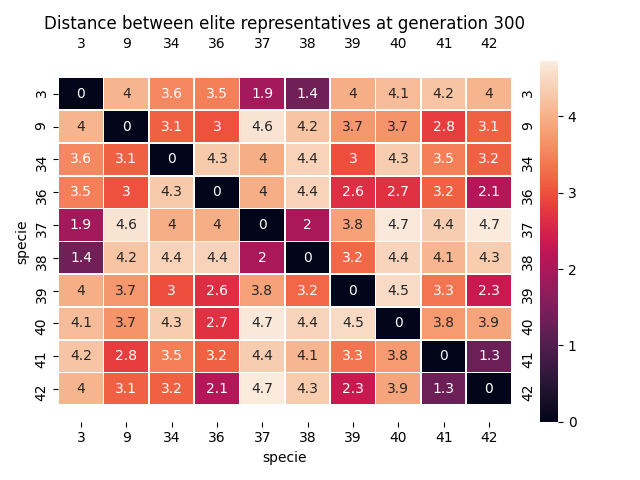 Distance between elite representatives at generation 300
3 9 34 36 37 38 39 40 41 42
3 0 4 3.6 3.5 1.9 1.4 4 4.1 4.2 4 3
9 4 0 3.1 3 4.6 4.2 3.7 3.7 2.8 3.1 9
34 3.6 3.1 0 4.3 4 4.4 3 4.3 3.5 3.2 34
36 3.5 3 4.3 0 4 4.4 2.6 2.7 3.2 2.1 36
37 1.9 4.6 4 4 0 2 3.8 4.7 4.4 4.7 37
38 1.4 4.2 4.4 4.4 2 0 3.2 4.4 4.1 4.3 38
39 4 3.7 3 2.6 3.8 3.2 0 4.5 3.3 2.3 39
40 4.1 3.7 4.3 2.7 4.7 4.4 4.5 0 3.8 3.9 40
41 4.2 2.8 3.5 3.2 4.4 4.1 3.3 3.8 0 1.3 41
42 4 3.1 3.2 2.1 4.7 4.3 2.3 3.9 1.3 0 42
3 9 34 36 37 38 39 40 41 42
specie
specie
4
3
2
1
0